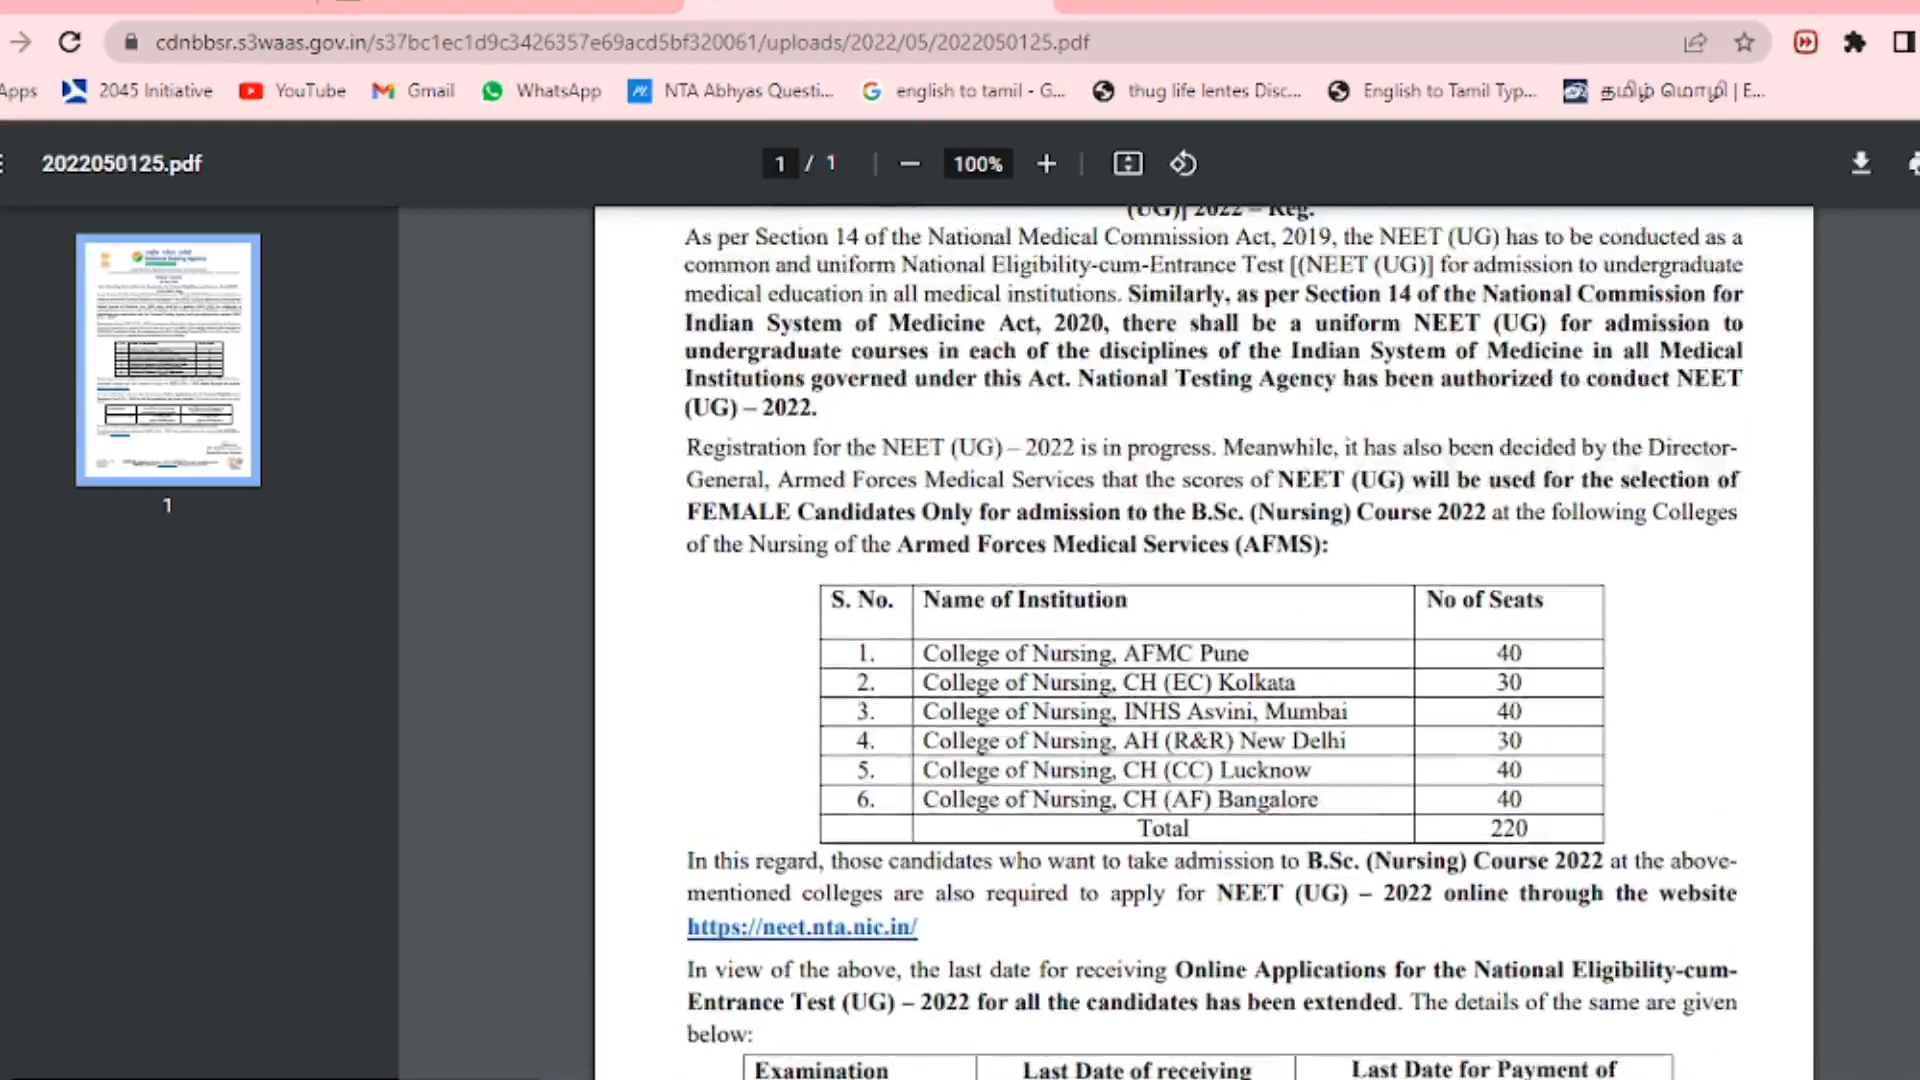 cdnbbsr.s3waas.gov.in/s37bc1ec1d9c3426357e69acd5bf320061/uploads/2022/05/2022050125.pdf
Apps 2045 Initiative YouTube Gmail WhatsApp NTA Abhyas Questi... english to tamil - G... thug life lentes Disc... English to Tamil Typ... தமிழ் மொழி | E...
2022050125.pdf 1 / 1 100%
1
(UG)] 2022 – Reg.
As per Section 14 of the National Medical Commission Act, 2019, the NEET (UG) has to be conducted as a
common and uniform National Eligibility-cum-Entrance Test [(NEET (UG)] for admission to undergraduate
medical education in all medical institutions. Similarly, as per Section 14 of the National Commission for
Indian System of Medicine Act, 2020, there shall be a uniform NEET (UG) for admission to
undergraduate courses in each of the disciplines of the Indian System of Medicine in all Medical
Institutions governed under this Act. National Testing Agency has been authorized to conduct NEET
(UG) – 2022.
Registration for the NEET (UG) – 2022 is in progress. Meanwhile, it has also been decided by the Director-
General, Armed Forces Medical Services that the scores of NEET (UG) will be used for the selection of
FEMALE Candidates Only for admission to the B.Sc. (Nursing) Course 2022 at the following Colleges
of the Nursing of the Armed Forces Medical Services (AFMS):
S. No. Name of Institution No of Seats
1. College of Nursing, AFMC Pune 40
2. College of Nursing, CH (EC) Kolkata 30
3. College of Nursing, INHS Asvini, Mumbai 40
4. College of Nursing, AH (R&R) New Delhi 30
5. College of Nursing, CH (CC) Lucknow 40
6. College of Nursing, CH (AF) Bangalore 40
Total 220
In this regard, those candidates who want to take admission to B.Sc. (Nursing) Course 2022 at the above-
mentioned colleges are also required to apply for NEET (UG) – 2022 online through the website
https://neet.nta.nic.in/
In view of the above, the last date for receiving Online Applications for the National Eligibility-cum-
Entrance Test (UG) – 2022 for all the candidates has been extended. The details of the same are given
below:
Examination Last Date of receiving Last Date for Payment of